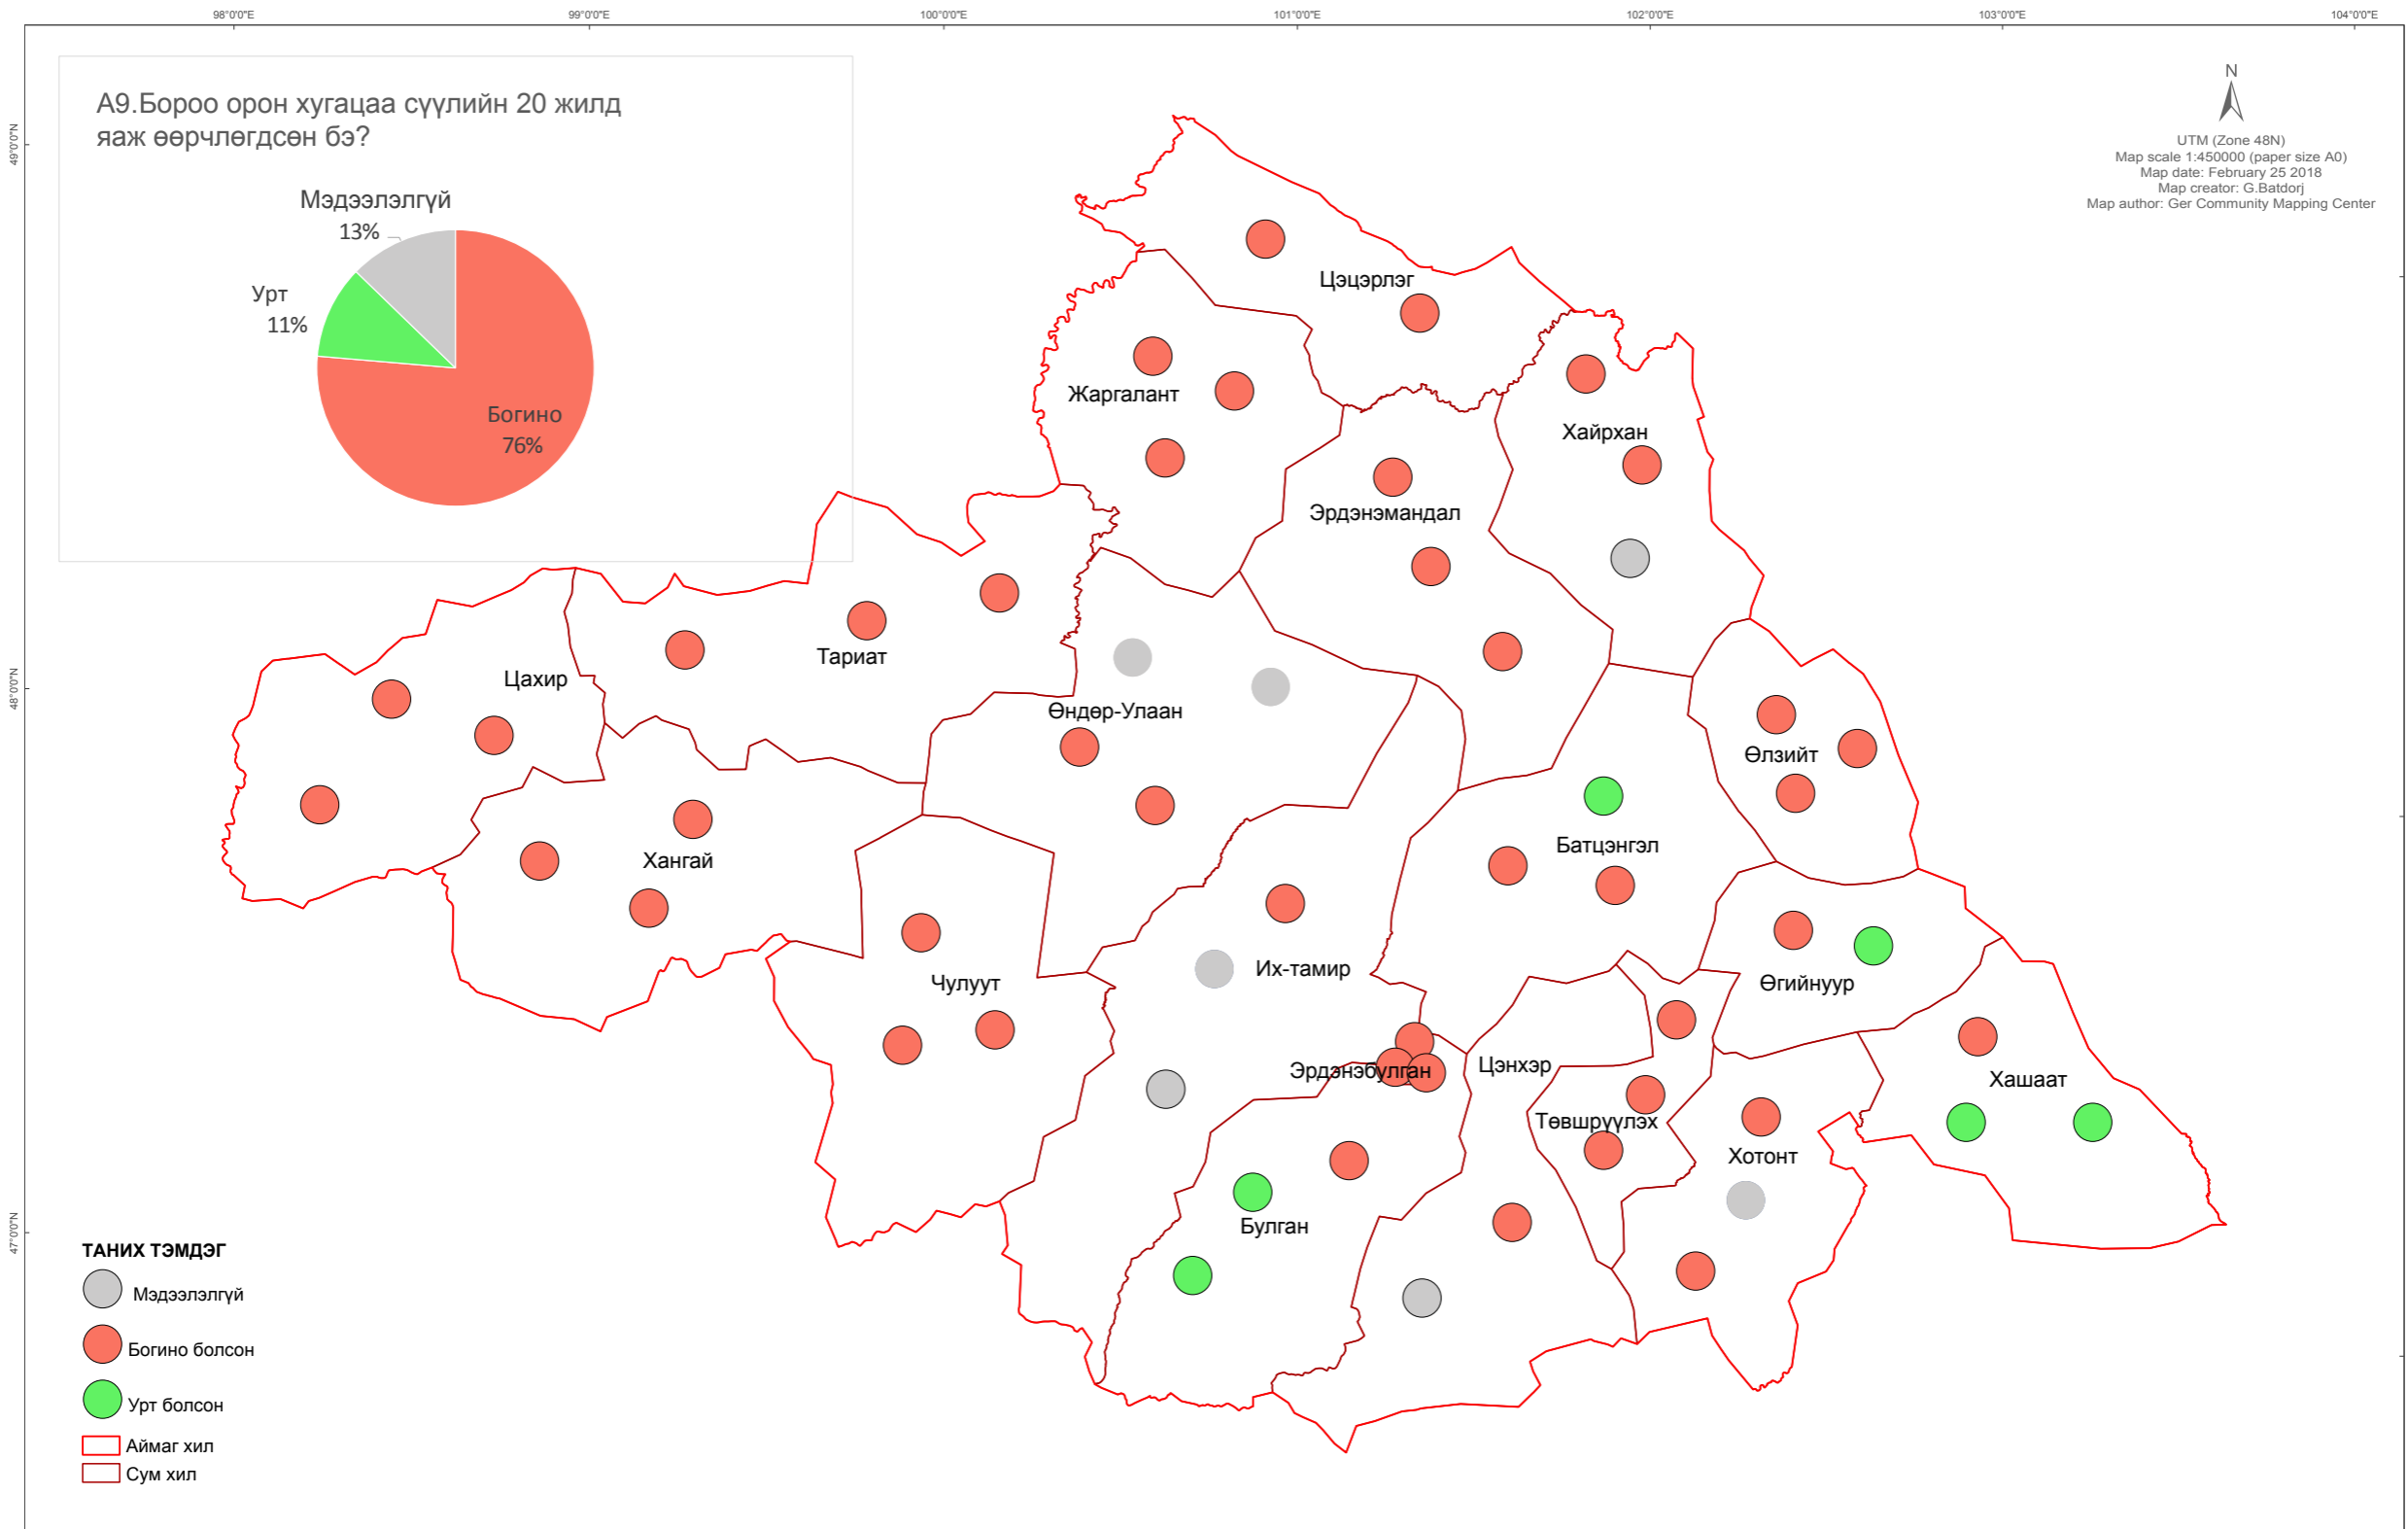 98°0'0"E 99°0'0"E 100°0'0"E 101°0'0"E 102°0'0"E 103°0'0"E 104°0'0"E
А9.Бороо орон хугацаа сүүлийн 20 жилд
яаж өөрчлөгдсөн бэ?
Мэдээлэлгүй
13%
Урт
11%
Богино
76%
N
UTM (Zone 48N)
Map scale 1:450000 (paper size A0)
Map date: February 25 2018
Map creator: G.Batdorj
Map author: Ger Community Mapping Center
49°0'0"N
48°0'0"N
47°0'0"N
Цэцэрлэг
Жаргалант
Хайрхан
Эрдэнэмандал
Тариат
Цахир
Өндөр-Улаан
Өлзийт
Батцэнгэл
Хангай
Их-тамир
Чулуут
Өгийнуур
Эрдэнэбулган
Цэнхэр
Хашаат
Төвшрүүлэх
Хотонт
Булган
ТАНИХ ТЭМДЭГ
Мэдээлэлгүй
Богино болсон
Урт болсон
Аймаг хил
Сум хил